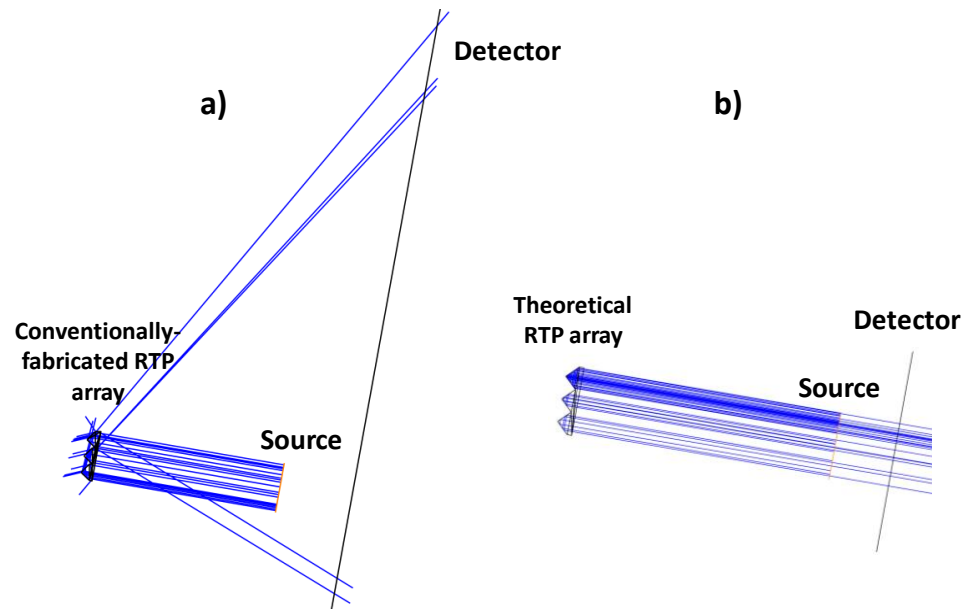 a)
Detector
Conventionally-
fabricated RTP
array
Source
b)
Theoretical
RTP array
Detector
Source